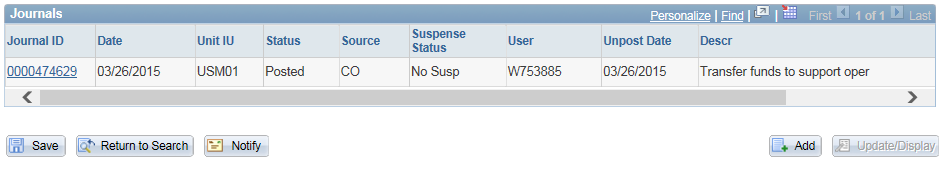 Journals Personalize | Find | | First 1 of 1 Last
Journal ID Date Unit IU Status Source Suspense Status User Unpost Date Descr
0000474629 03/26/2015 USM01 Posted CO No Susp W753885 03/26/2015 Transfer funds to support oper
Save Return to Search Notify Add Update/Display